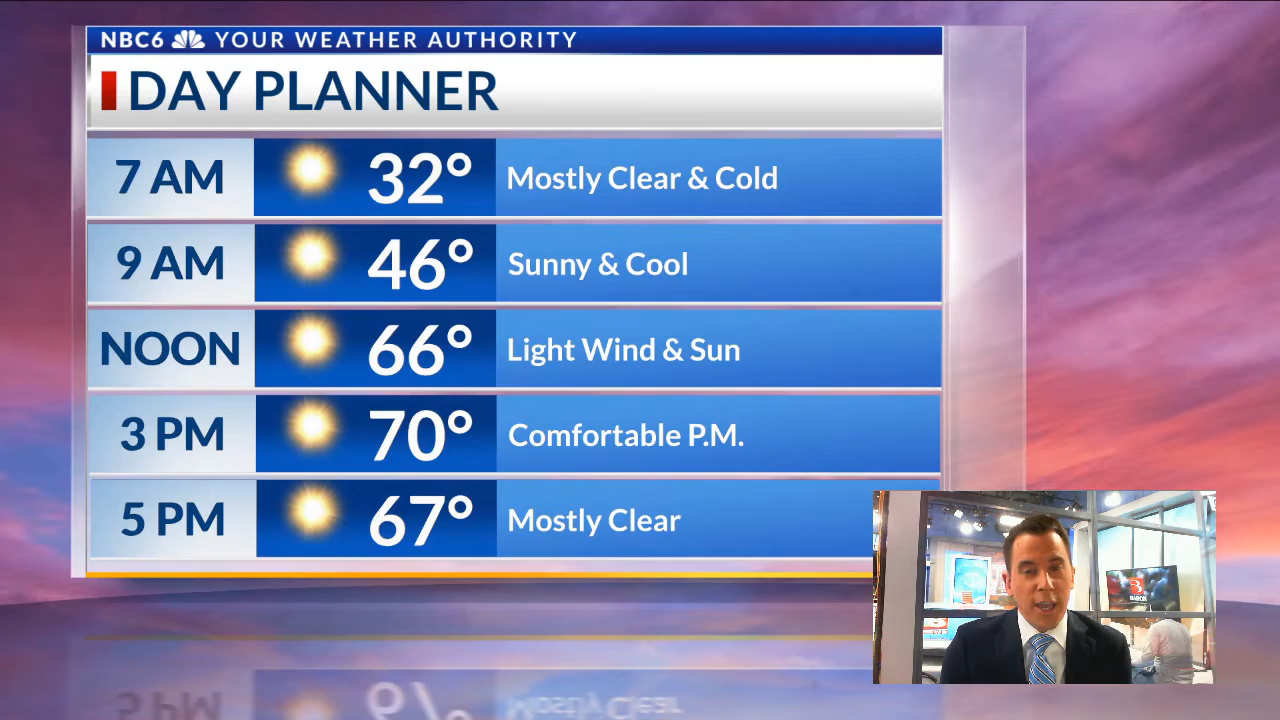 NBC6 YOUR WEATHER AUTHORITY
DAY PLANNER
7 AM 32° Mostly Clear & Cold
9 AM 46° Sunny & Cool
NOON 66° Light Wind & Sun
3 PM 70° Comfortable P.M.
5 PM 67° Mostly Clear